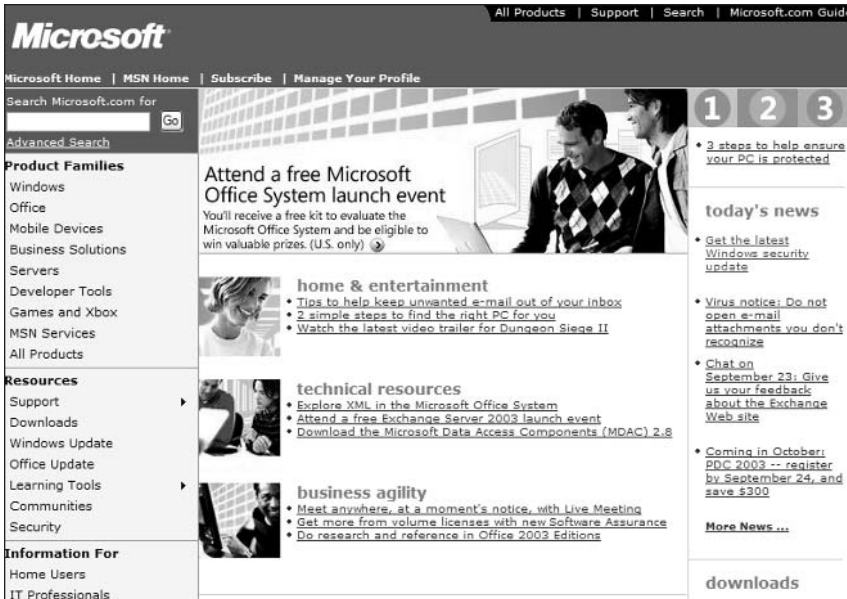 All Products | Support | Search | Microsoft.com Guide
Microsoft
Microsoft Home | MSN Home | Subscribe | Manage Your Profile
Search Microsoft.com for
Go
Advanced Search
Product Families
Windows
Office
Mobile Devices
Business Solutions
Servers
Developer Tools
Games and Xbox
MSN Services
All Products
Resources
Support
Downloads
Windows Update
Office Update
Learning Tools
Communities
Security
Information For
Home Users
IT Professionals
Attend a free Microsoft
Office System launch event
You'll receive a free kit to evaluate the
Microsoft Office System and be eligible to
win valuable prizes. (U.S. only)
home & entertainment
Tips to help keep unwanted e-mail out of your inbox
2 simple steps to find the right PC for you
Watch the latest video trailer for Dungeon Siege II
technical resources
Explore XML in the Microsoft Office System
Attend a free Exchange Server 2003 launch event
Download the Microsoft Data Access Components (MDAC) 2.8
business agility
Meet anywhere, at a moment's notice, with Live Meeting
Get more from volume licenses with new Software Assurance
Do research and reference in Office 2003 Editions
1 2 3
3 steps to help ensure
your PC is protected
today's news
Get the latest
Windows security
update
Virus notice: Do not
open e-mail
attachments you don't
recognize
Chat on
September 23: Give
us your feedback
about the Exchange
Web site
Coming in October:
PDC 2003 -- register
by September 24, and
save $300
More News ...
downloads